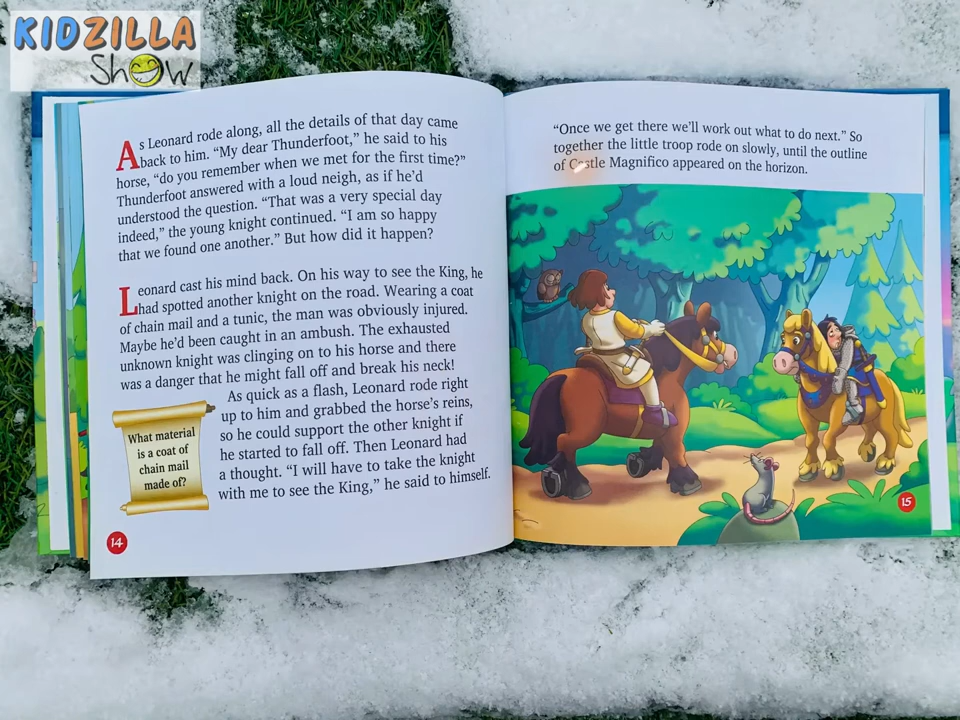 KIDZILLA
Show
As Leonard rode along, all the details of that day came
back to him. “My dear Thunderfoot,” he said to his
horse, “do you remember when we met for the first time?”
Thunderfoot answered with a loud neigh, as if he’d
understood the question. “That was a very special day
indeed,” the young knight continued. “I am so happy
that we found one another.” But how did it happen?
Leonard cast his mind back. On his way to see the King, he
had spotted another knight on the road. Wearing a coat
of chain mail and a tunic, the man was obviously injured.
Maybe he’d been caught in an ambush. The exhausted
unknown knight was clinging on to his horse and there
was a danger that he might fall off and break his neck!
As quick as a flash, Leonard rode right
up to him and grabbed the horse’s reins,
so he could support the other knight if
he started to fall off. Then Leonard had
a thought. “I will have to take the knight
with me to see the King,” he said to himself.
What material
is a coat of
chain mail
made of?
14
“Once we get there we’ll work out what to do next.” So
together the little troop rode on slowly, until the outline
of Castle Magnifico appeared on the horizon.
15